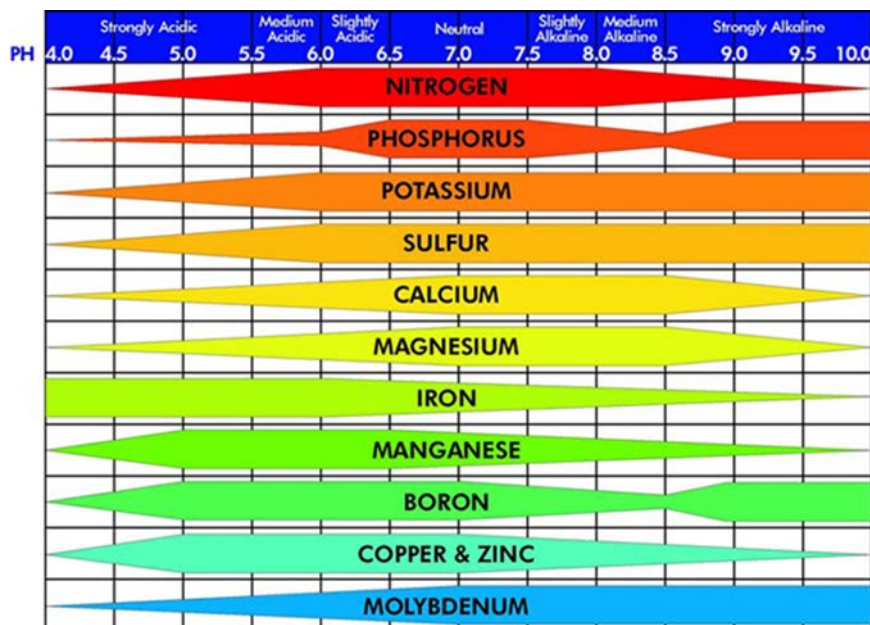 Strongly Acidic
Medium Acidic
Slightly Acidic
Neutral
Slightly Alkaline
Medium Alkaline
Strongly Alkaline
PH 4.0 4.5 5.0 5.5 6.0 6.5 7.0 7.5 8.0 8.5 9.0 9.5 10.0
NITROGEN
PHOSPHORUS
POTASSIUM
SULFUR
CALCIUM
MAGNESIUM
IRON
MANGANESE
BORON
COPPER & ZINC
MOLYBDENUM